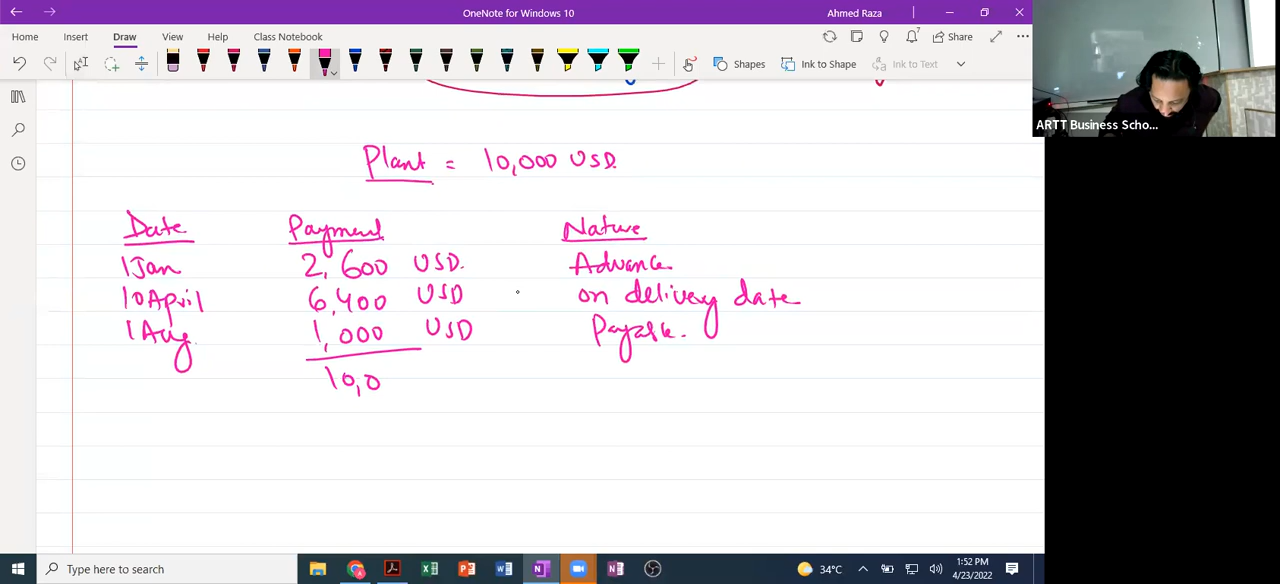 OneNote for Windows 10
Ahmed Raza
Home Insert Draw View Help Class Notebook
Share
Shapes Ink to Shape Ink to Text
ARTT Business Scho...
Plant = 10,000 USD.
Date Payment Nature
1 Jan 2,600 USD. Advance
10 April 6,400 USD on delivery date
1 Aug. 1,000 USD Payable.
10,0
Type here to search
34°C
1:52 PM
4/23/2022